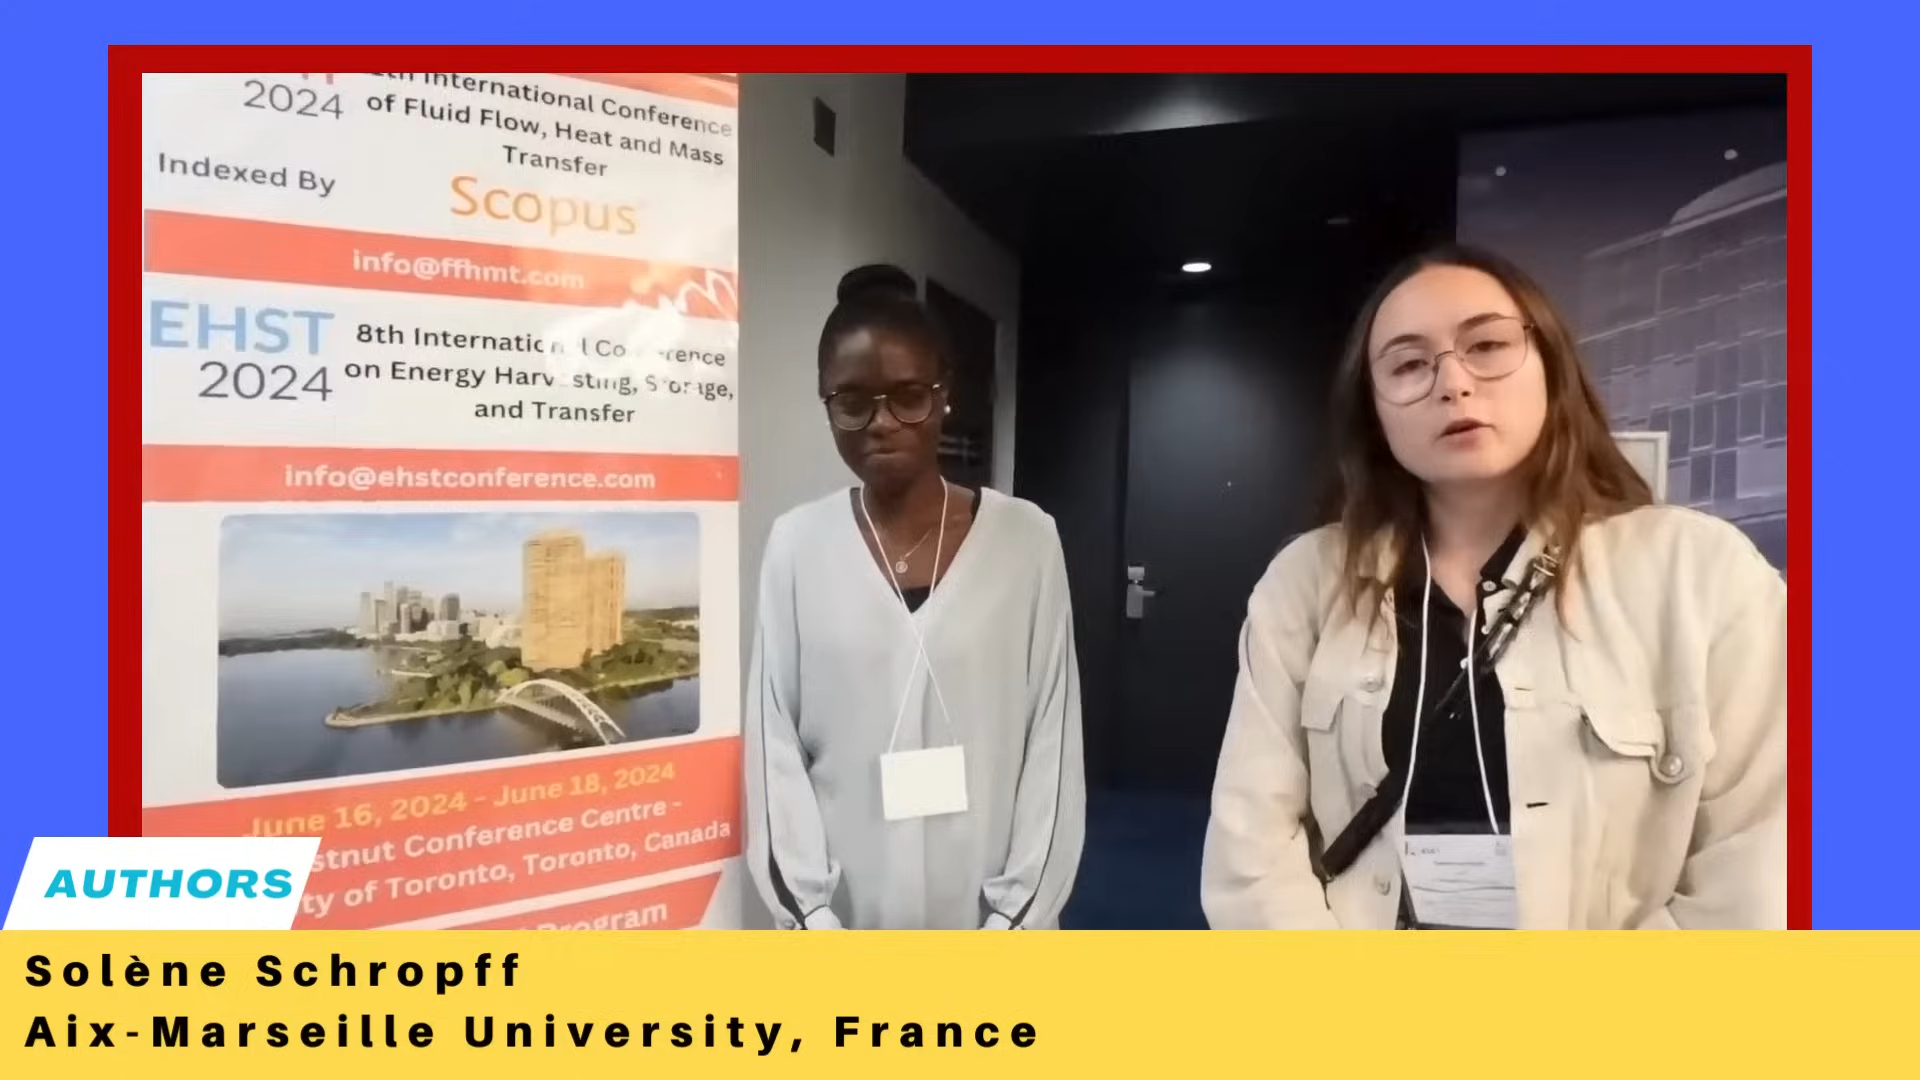 2024
International Conference
of Fluid Flow, Heat and Mass
Transfer
Indexed By
Scopus
info@ffhmt.com
EHST
2024
8th International Conference
on Energy Harvesting, Storage,
and Transfer
info@ehstconference.com
June 16, 2024 - June 18, 2024
Conference Centre -
of Toronto, Toronto, Canada
Program
AUTHORS
Solène Schropff
Aix-Marseille University, France